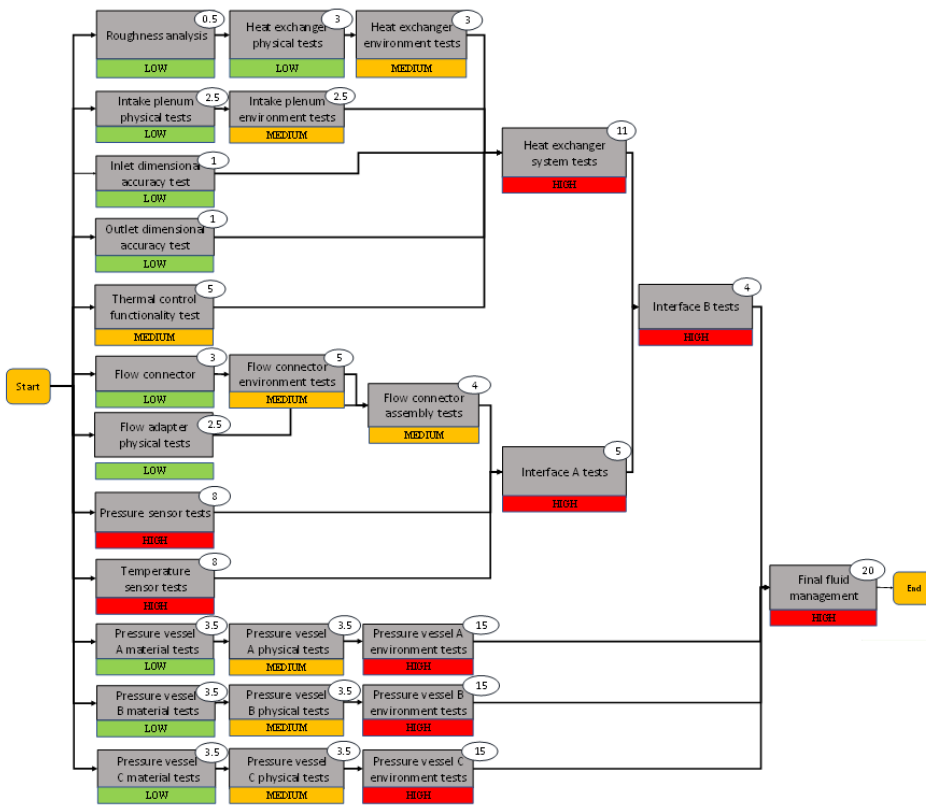 0.5
Roughness analysis
LOW
3
Heat exchanger
physical tests
LOW
3
Heat exchanger
environment tests
MEDIUM
2.5
Intake plenum
physical tests
LOW
2.5
Intake plenum
environment tests
MEDIUM
1
Inlet dimensional
accuracy test
LOW
1
Outlet dimensional
accuracy test
LOW
5
Thermal control
functionality test
MEDIUM
11
Heat exchanger
system tests
HIGH
4
Interface B tests
HIGH
Start
3
Flow connector
LOW
5
Flow connector
environment tests
MEDIUM
2.5
Flow adapter
physical tests
LOW
4
Flow connector
assembly tests
MEDIUM
8
Pressure sensor tests
HIGH
8
Temperature
sensor tests
HIGH
5
Interface A tests
HIGH
3.5
Pressure vessel
A material tests
LOW
3.5
Pressure vessel
A physical tests
MEDIUM
15
Pressure vessel A
environment tests
HIGH
3.5
Pressure vessel
B material tests
LOW
3.5
Pressure vessel
B physical tests
MEDIUM
15
Pressure vessel B
environment tests
HIGH
3.5
Pressure vessel
C material tests
LOW
3.5
Pressure vessel
C physical tests
MEDIUM
15
Pressure vessel C
environment tests
HIGH
20
Final fluid
management
HIGH
End